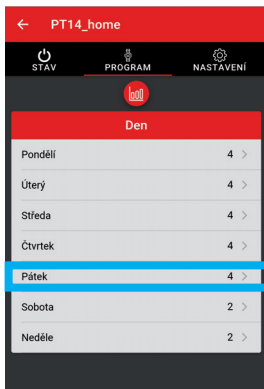 PT14_home
STAV PROGRAM NASTAVENÍ
Den
Pondělí 4
Úterý 4
Středa 4
Čtvrtek 4
Pátek 4
Sobota 2
Neděle 2